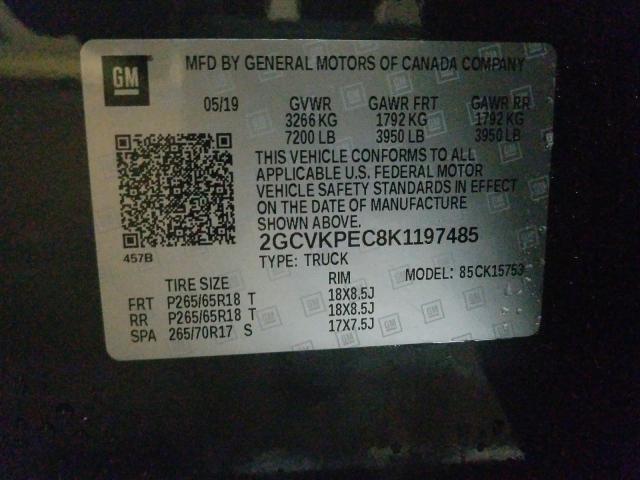 GM
MFD BY GENERAL MOTORS OF CANADA COMPANY
05/19 GVWR GAWR FRT GAWR RR
3266 KG 1792 KG 1792 KG
7200 LB 3950 LB 3950 LB
THIS VEHICLE CONFORMS TO ALL
APPLICABLE U.S. FEDERAL MOTOR
VEHICLE SAFETY STANDARDS IN EFFECT
ON THE DATE OF MANUFACTURE
SHOWN ABOVE.
2GCVKPEC8K1197485
457B
TYPE: TRUCK
MODEL: 85CK15753
TIRE SIZE RIM
FRT P265/65R18 T 18X8.5J
RR P265/65R18 T 18X8.5J
SPA 265/70R17 S 17X7.5J